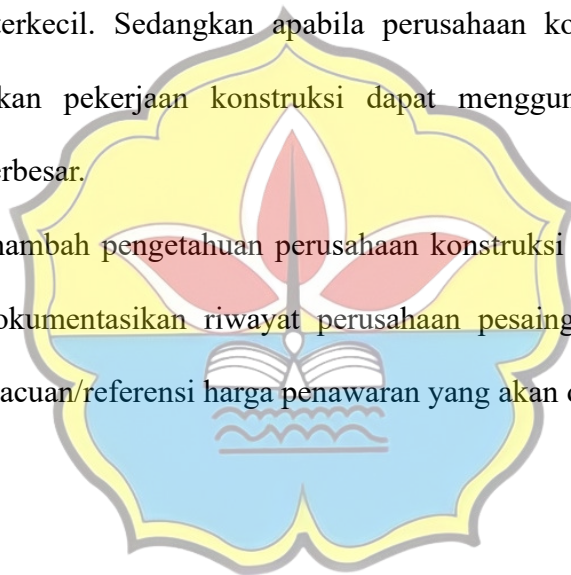 terkecil. Sedangkan apabila perusahaan ko
kan pekerjaan konstruksi dapat menggun
erbesar.
nambah pengetahuan perusahaan konstruksi
okumentasikan riwayat perusahaan pesaing
acuan/referensi harga penawaran yang akan d